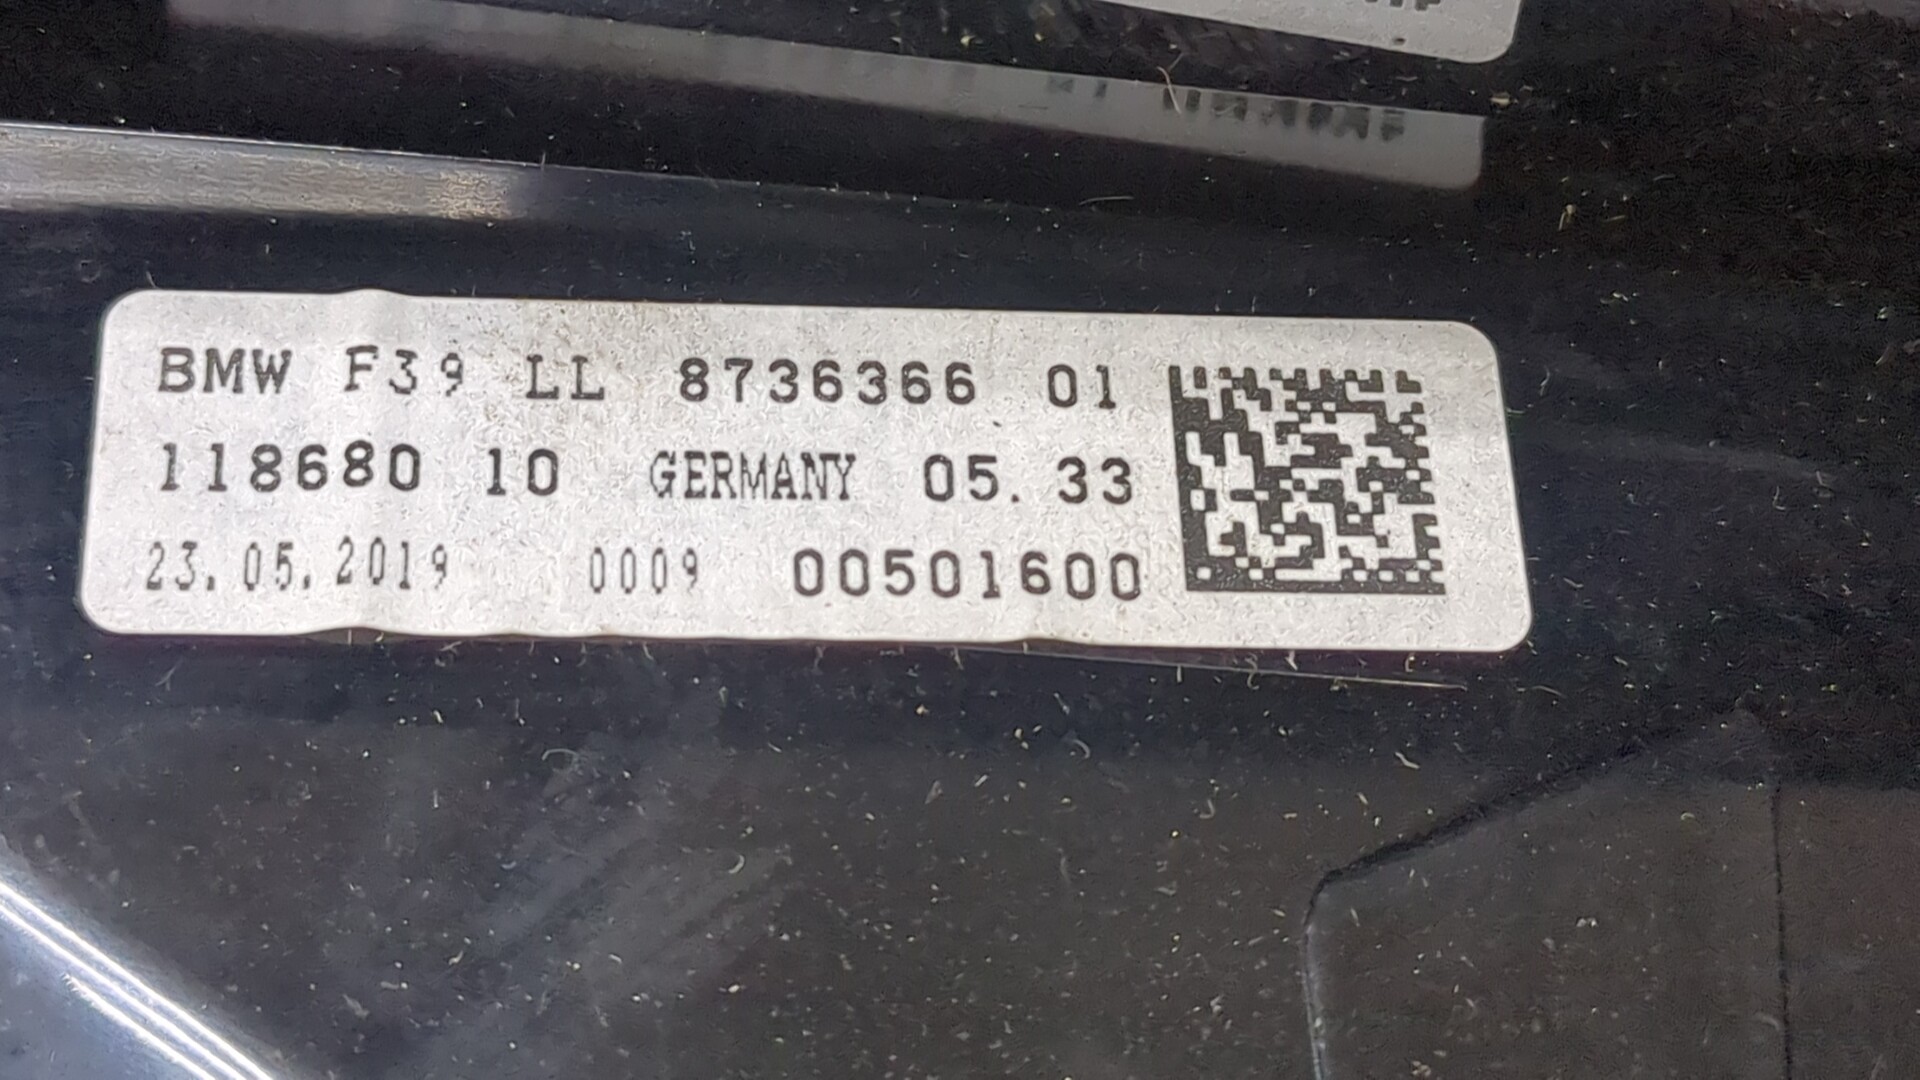 BMW F39 LL 8736366 01
118680 10 GERMANY 05. 33
23. 05. 2019 0009 00501600